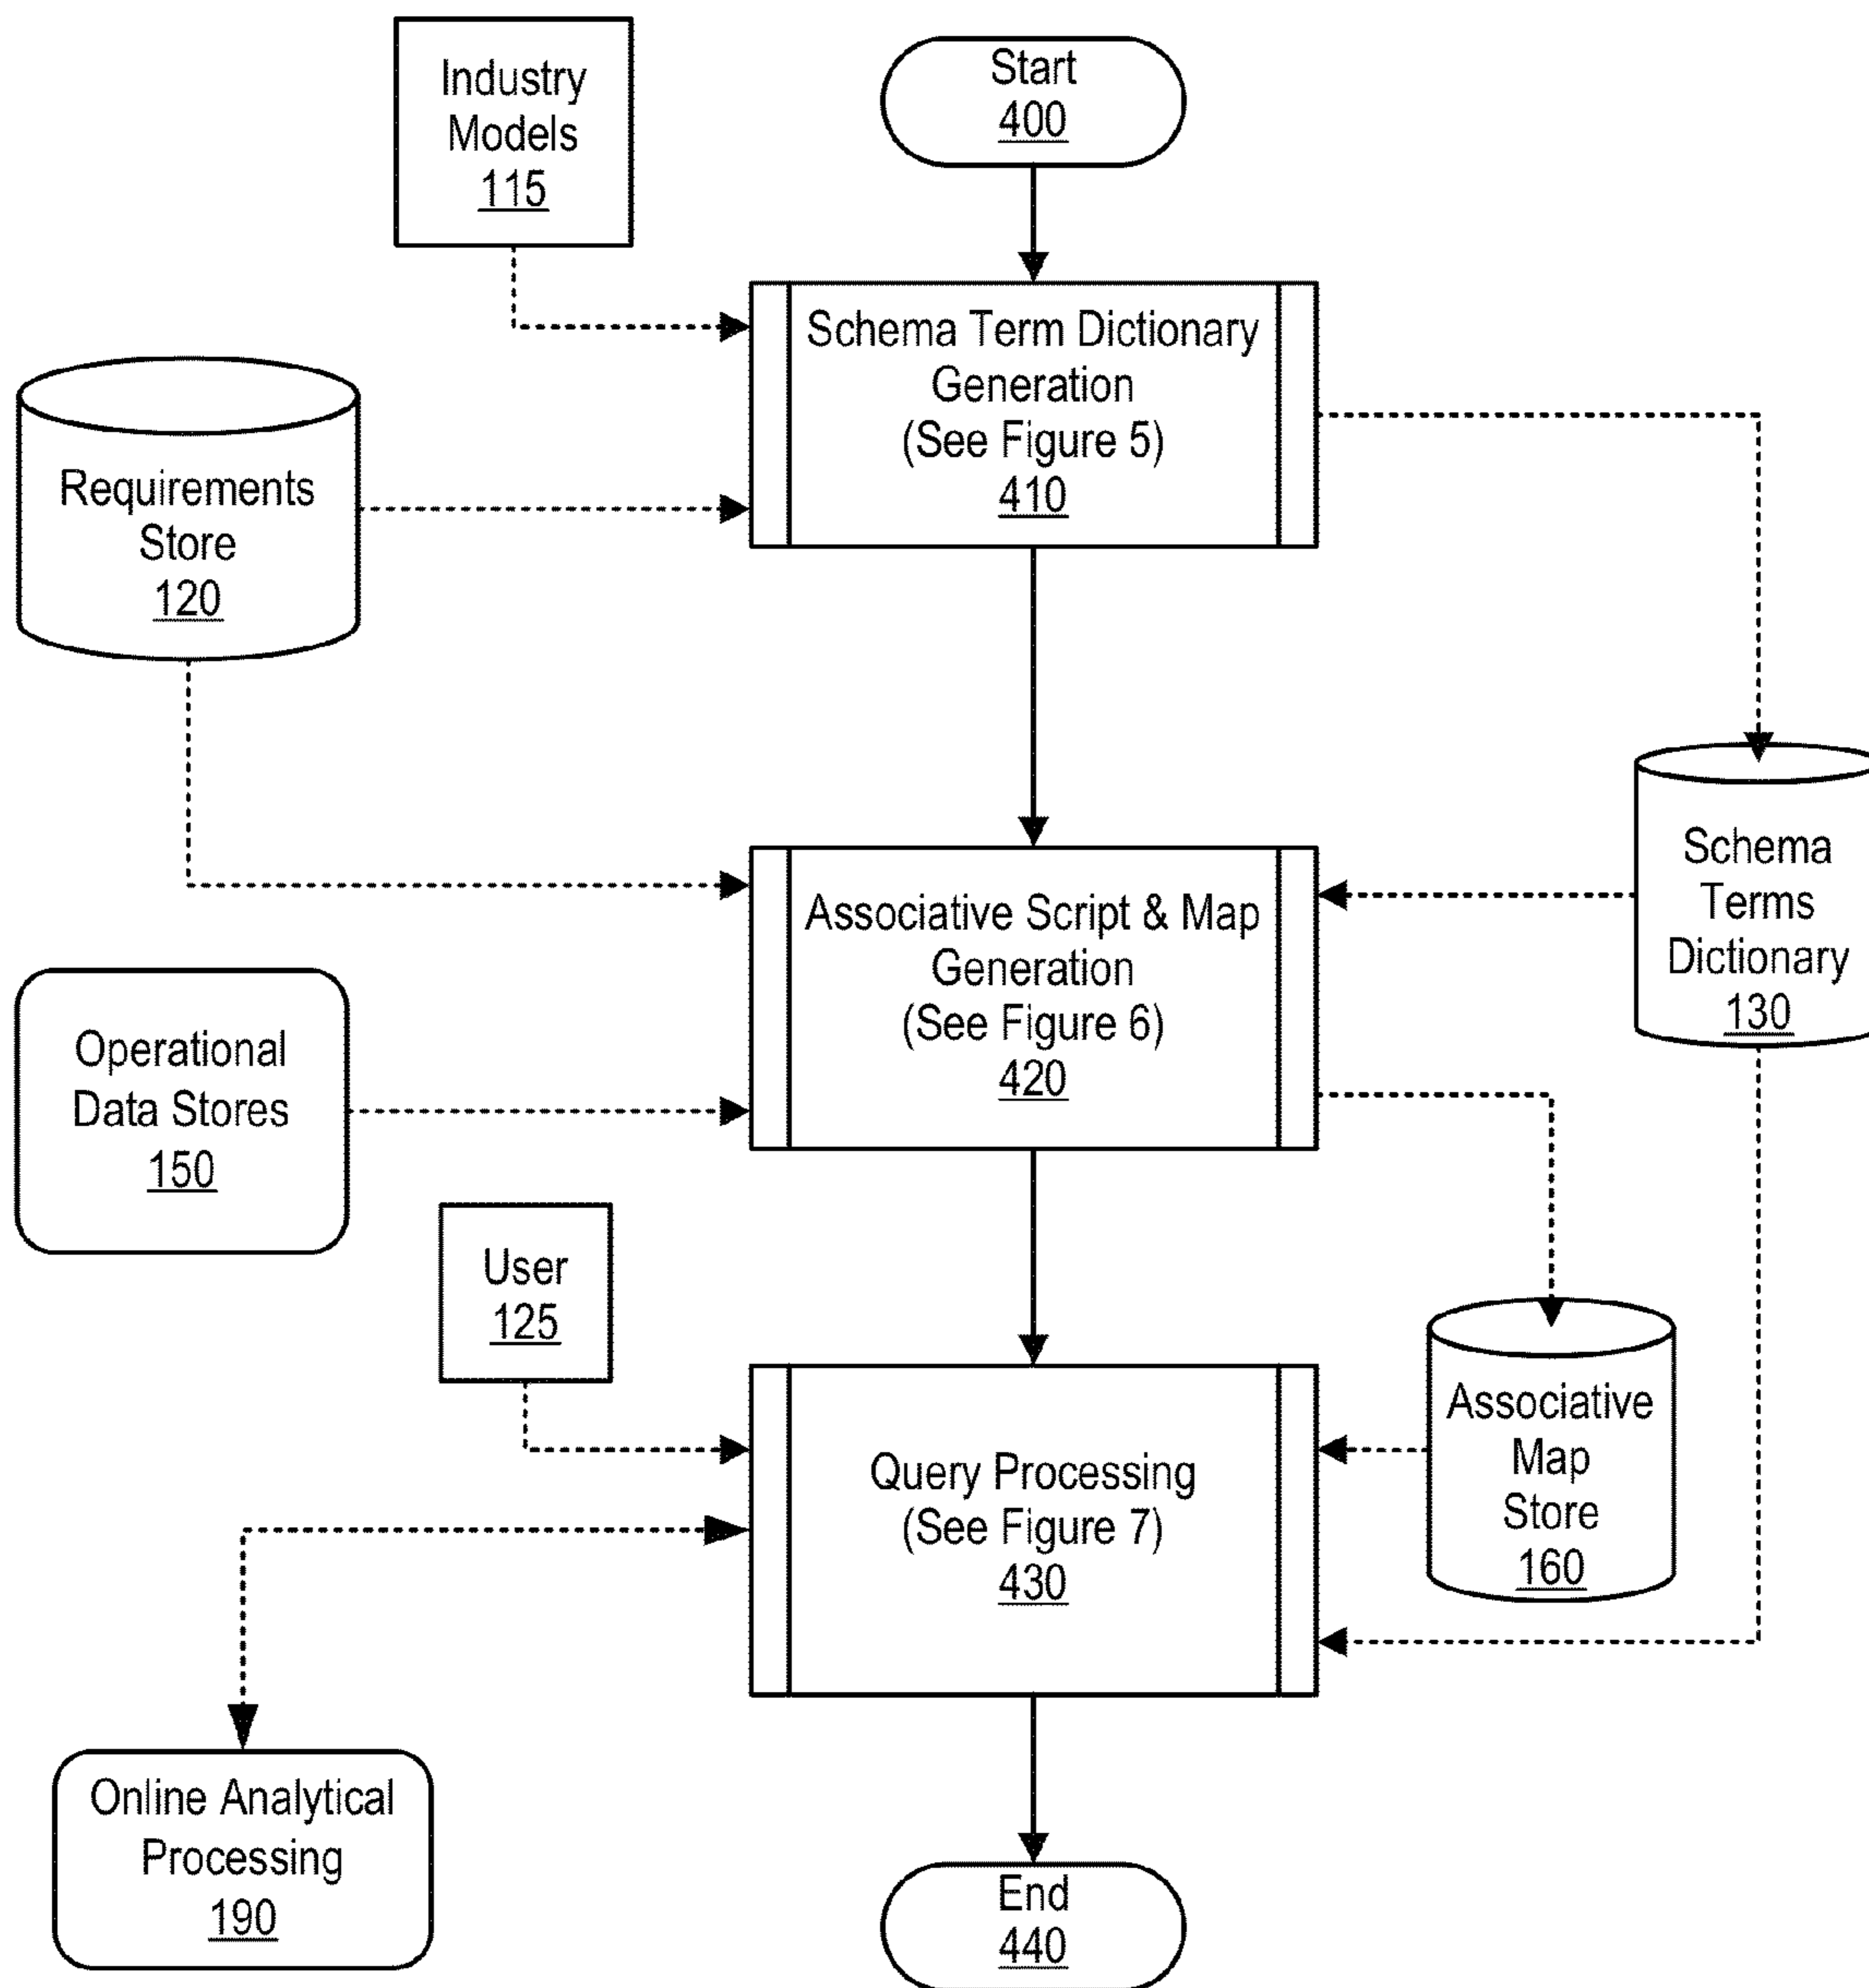 Industry
Models
115
Start
400
Schema Term Dictionary
Generation
(See Figure 5)
410
Requirements
Store
120
Schema
Terms
Dictionary
130
Associative Script & Map
Generation
(See Figure 6)
420
Operational
Data Stores
150
User
125
Associative
Map
Store
160
Query Processing
(See Figure 7)
430
Online Analytical
Processing
190
End
440